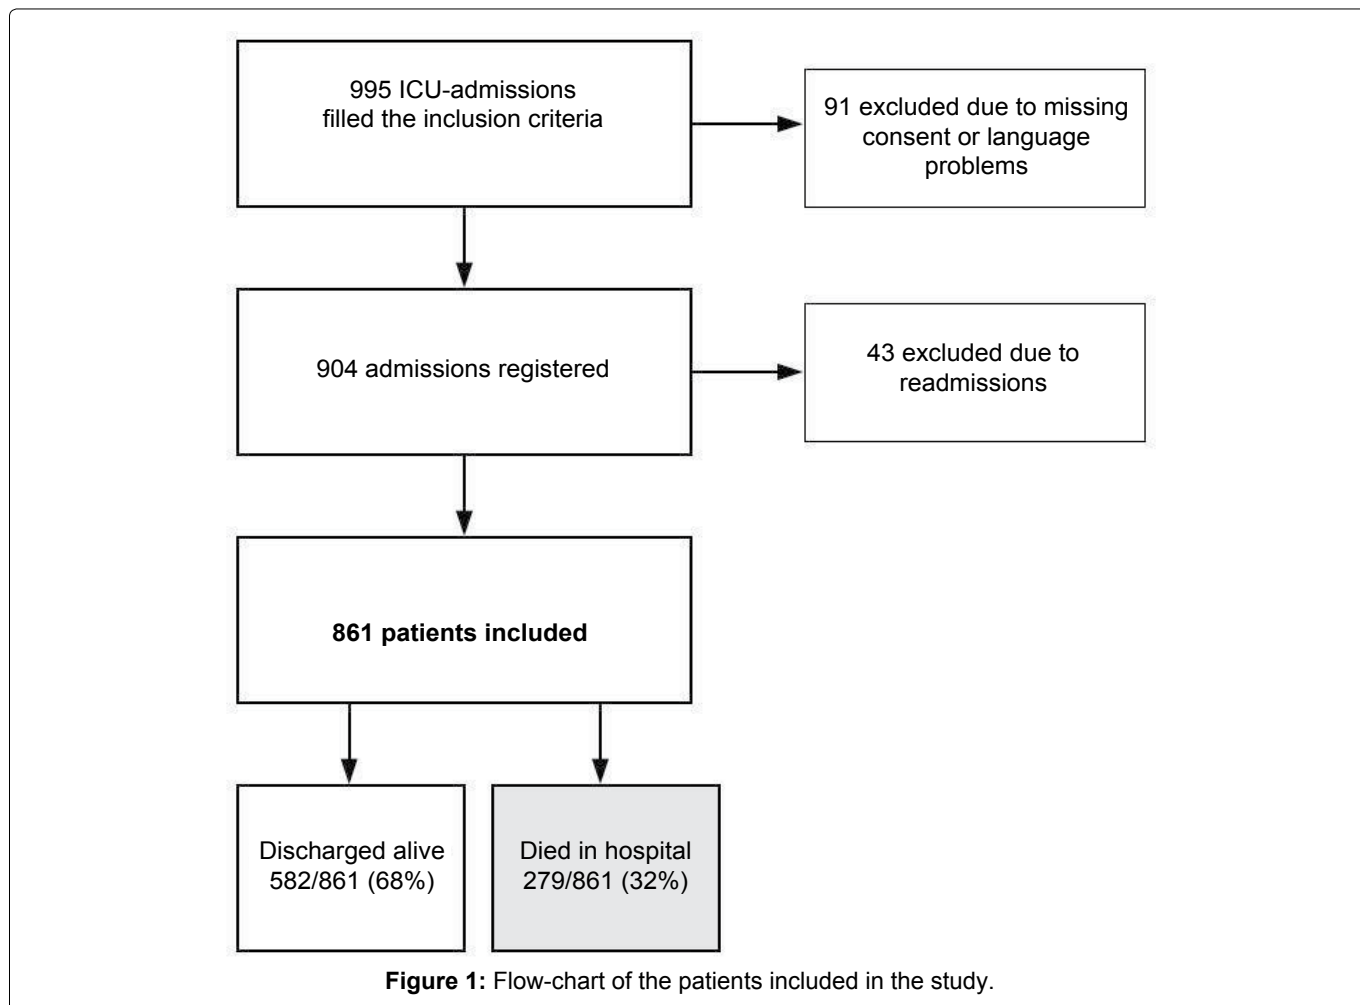 995 ICU-admissions
filled the inclusion criteria
91 excluded due to missing
consent or language
problems
904 admissions registered
43 excluded due to
readmissions
861 patients included
Discharged alive
582/861 (68%)
Died in hospital
279/861 (32%)
Figure 1: Flow-chart of the patients included in the study.